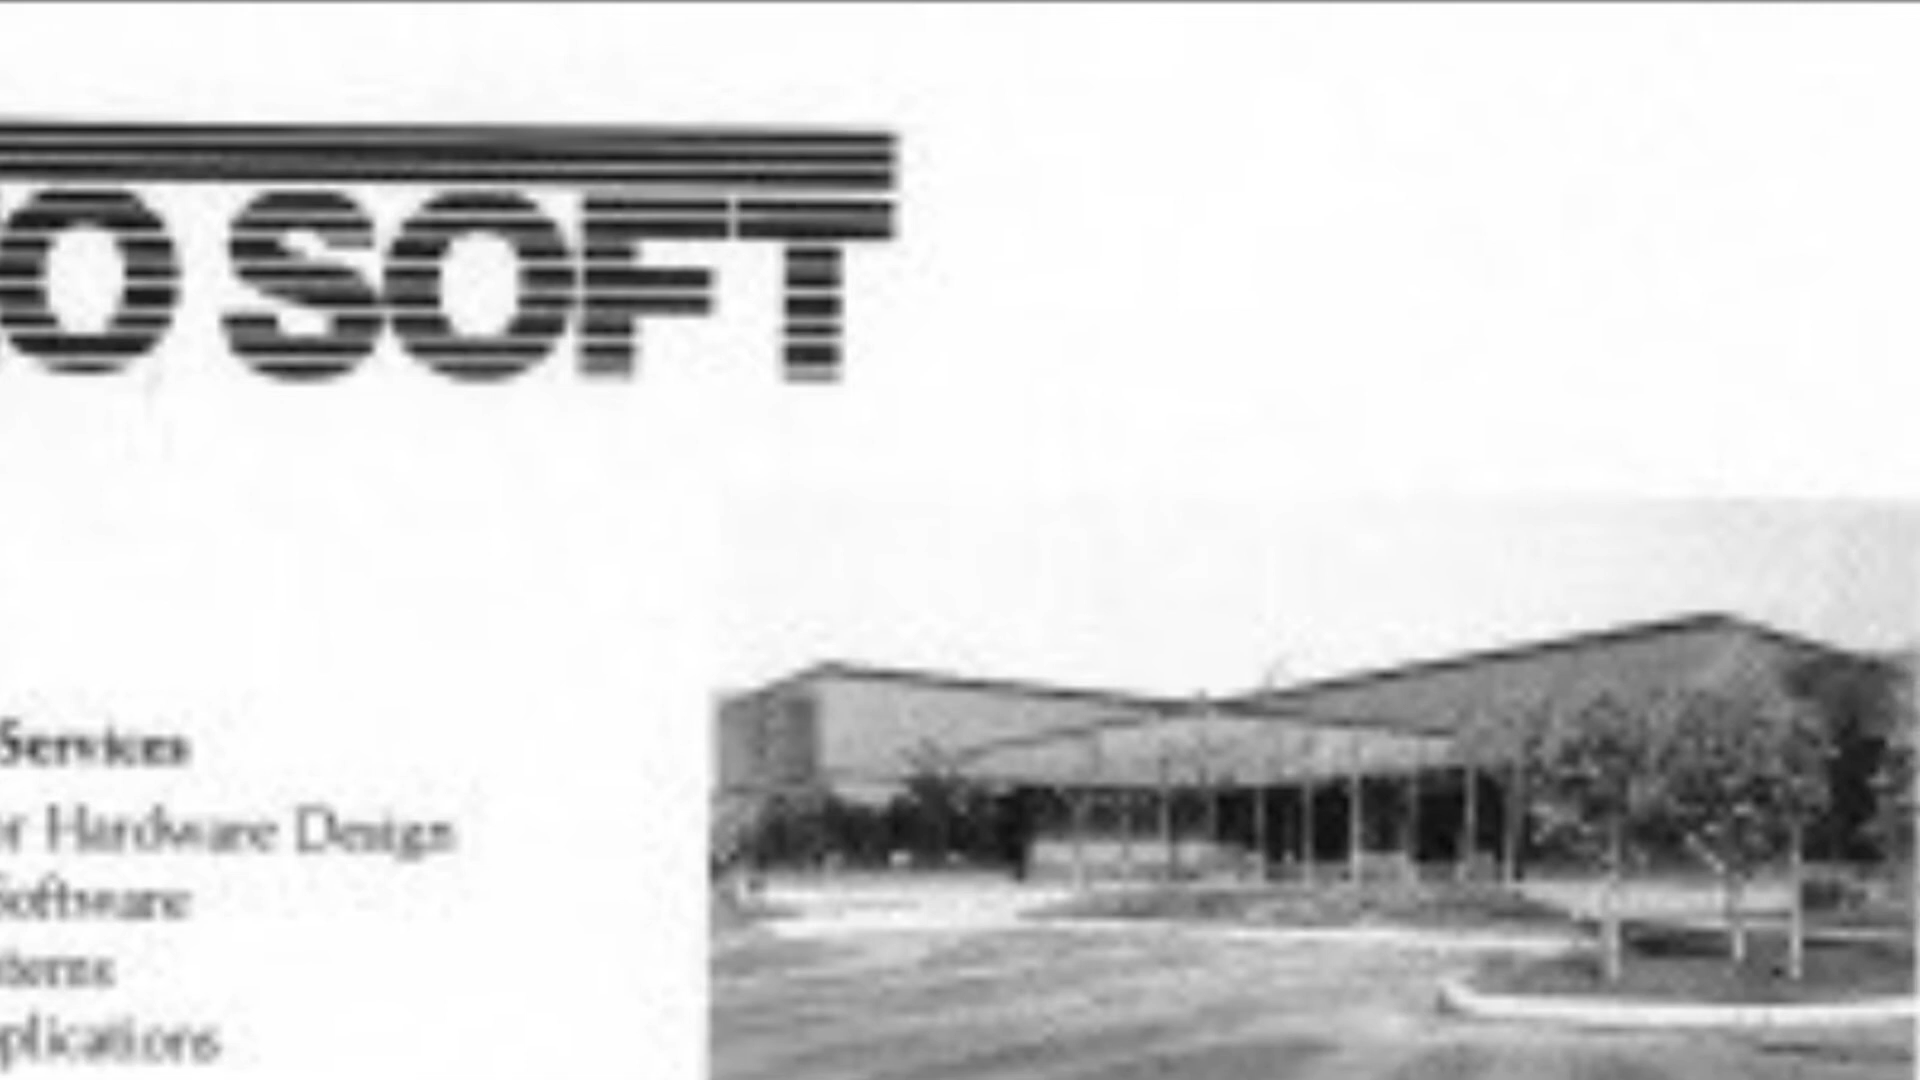 O SOFT
Services
r Hardware Design
Software
stems
plications